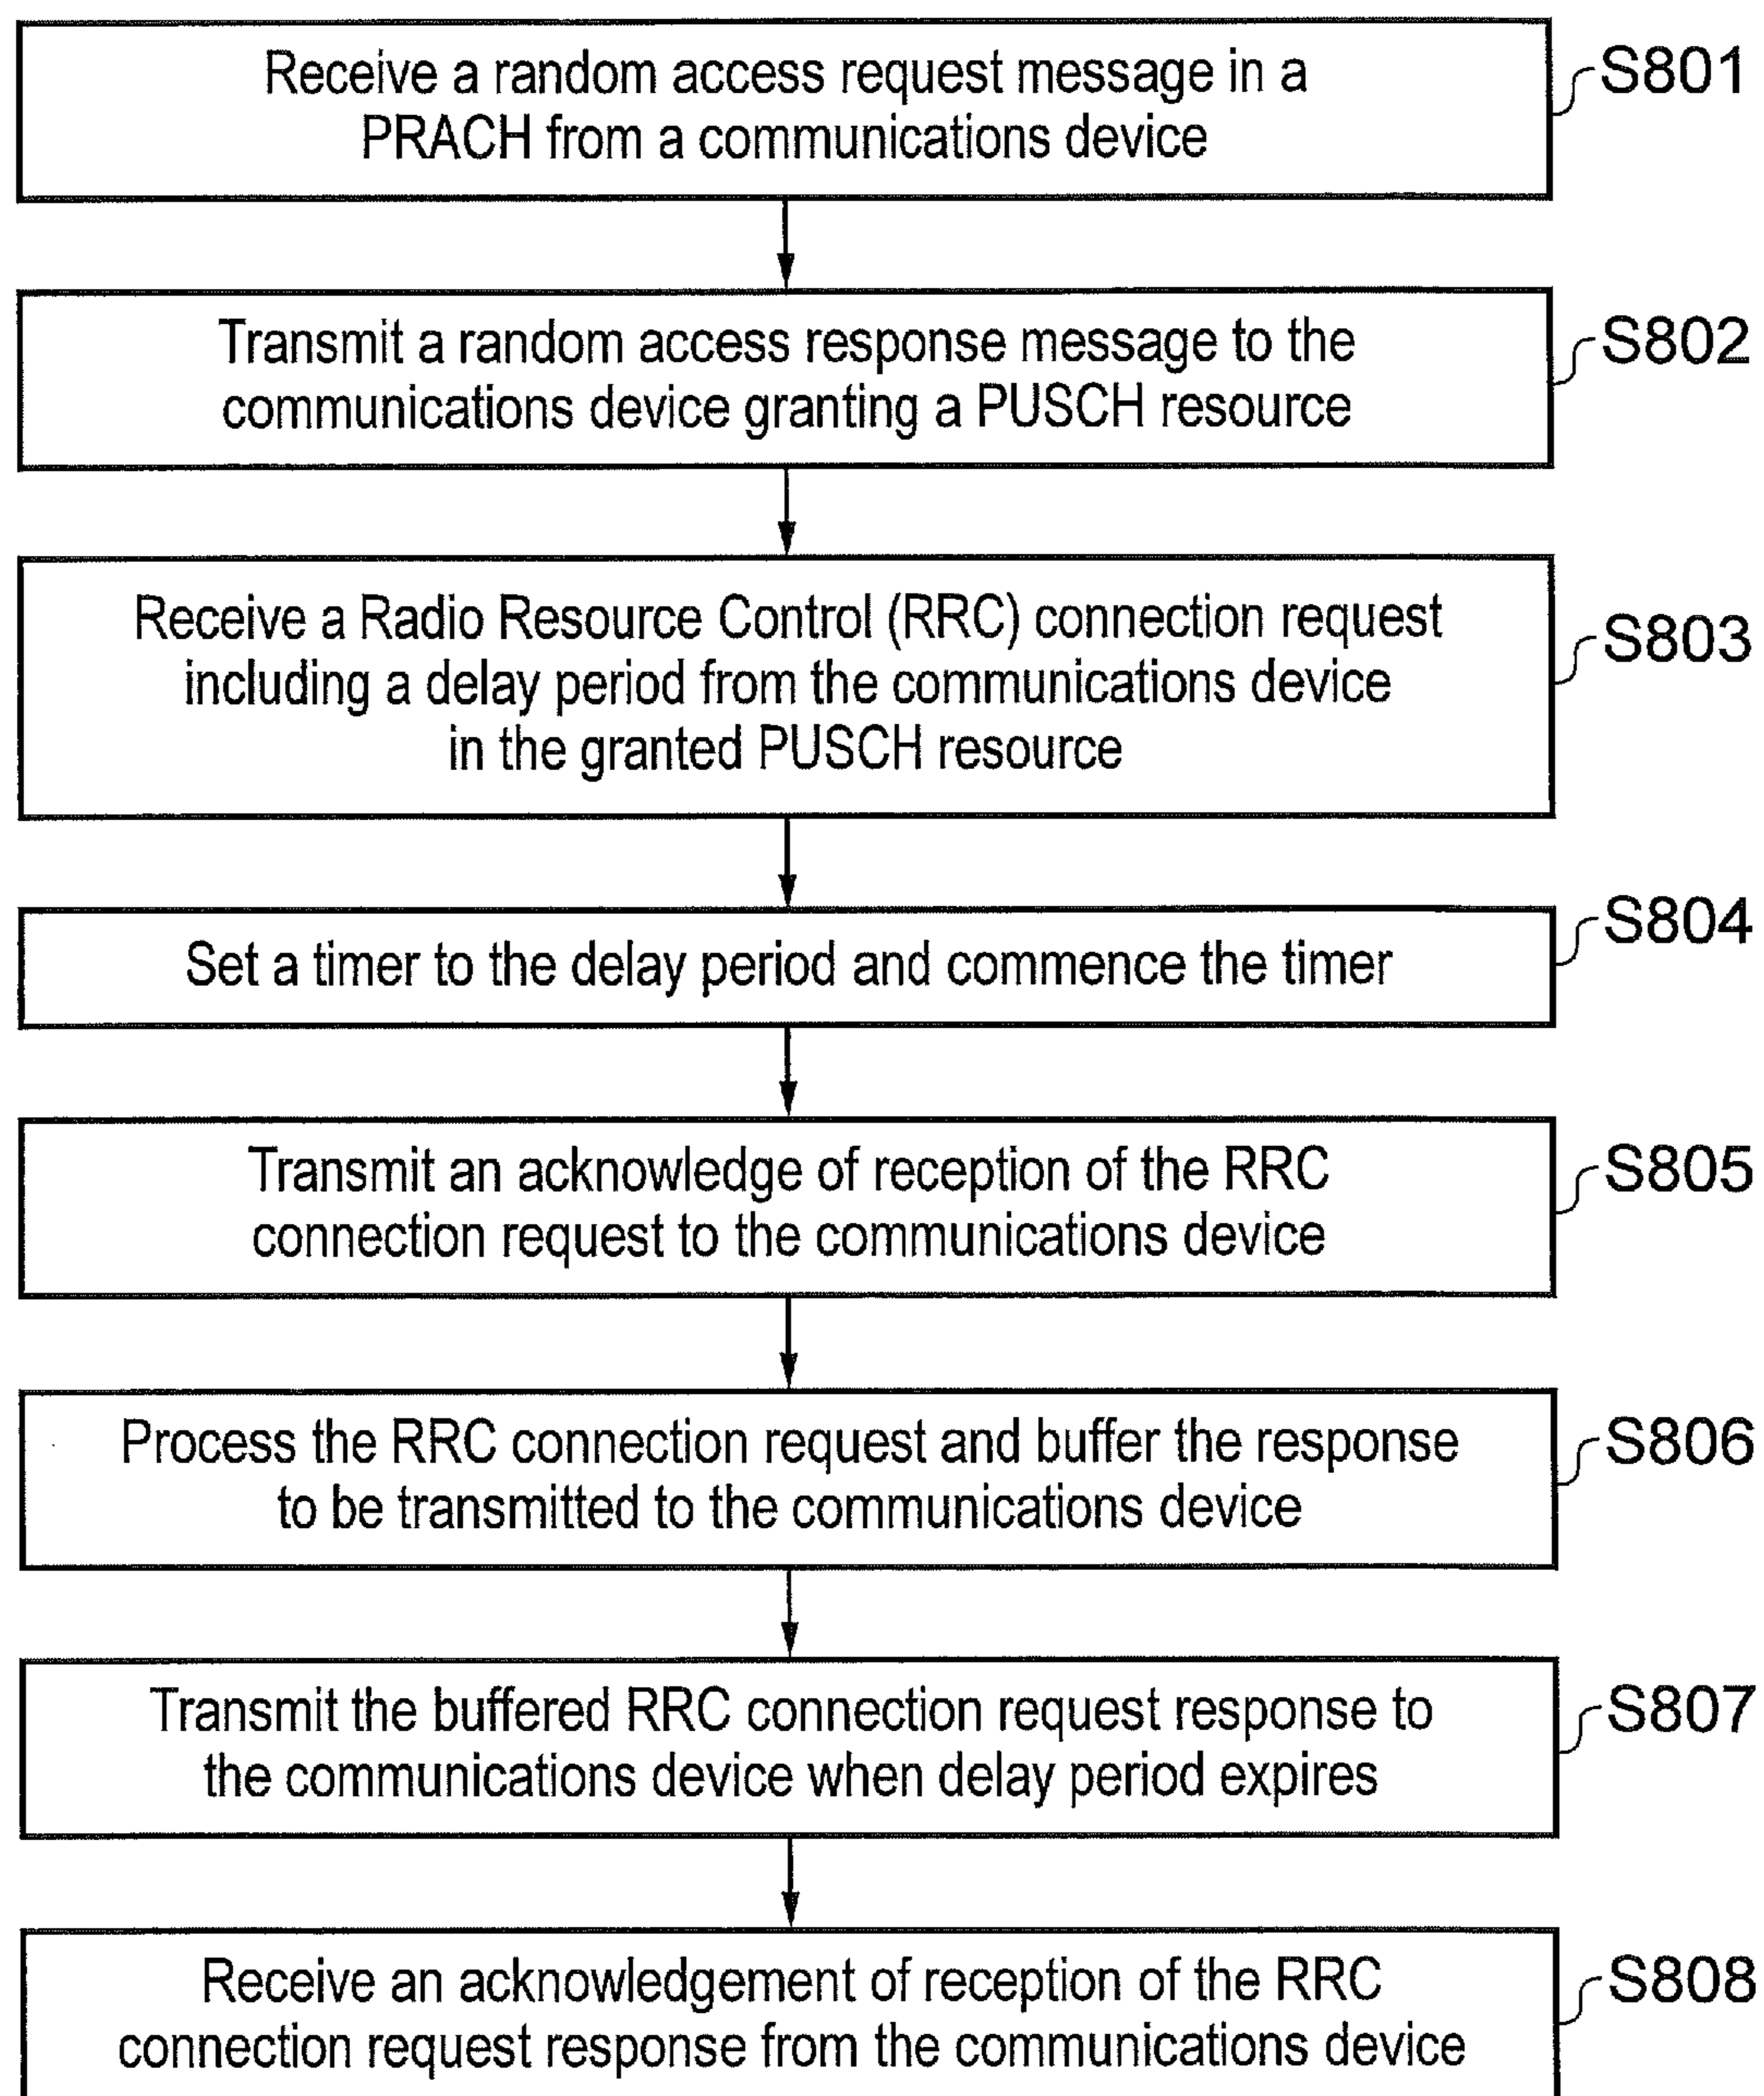 Receive a random access request message in a
PRACH from a communications device
S801
Transmit a random access response message to the
communications device granting a PUSCH resource
S802
Receive a Radio Resource Control (RRC) connection request
including a delay period from the communications device
in the granted PUSCH resource
S803
Set a timer to the delay period and commence the timer
S804
Transmit an acknowledge of reception of the RRC
connection request to the communications device
S805
Process the RRC connection request and buffer the response
to be transmitted to the communications device
S806
Transmit the buffered RRC connection request response to
the communications device when delay period expires
S807
Receive an acknowledgement of reception of the RRC
connection request response from the communications device
S808